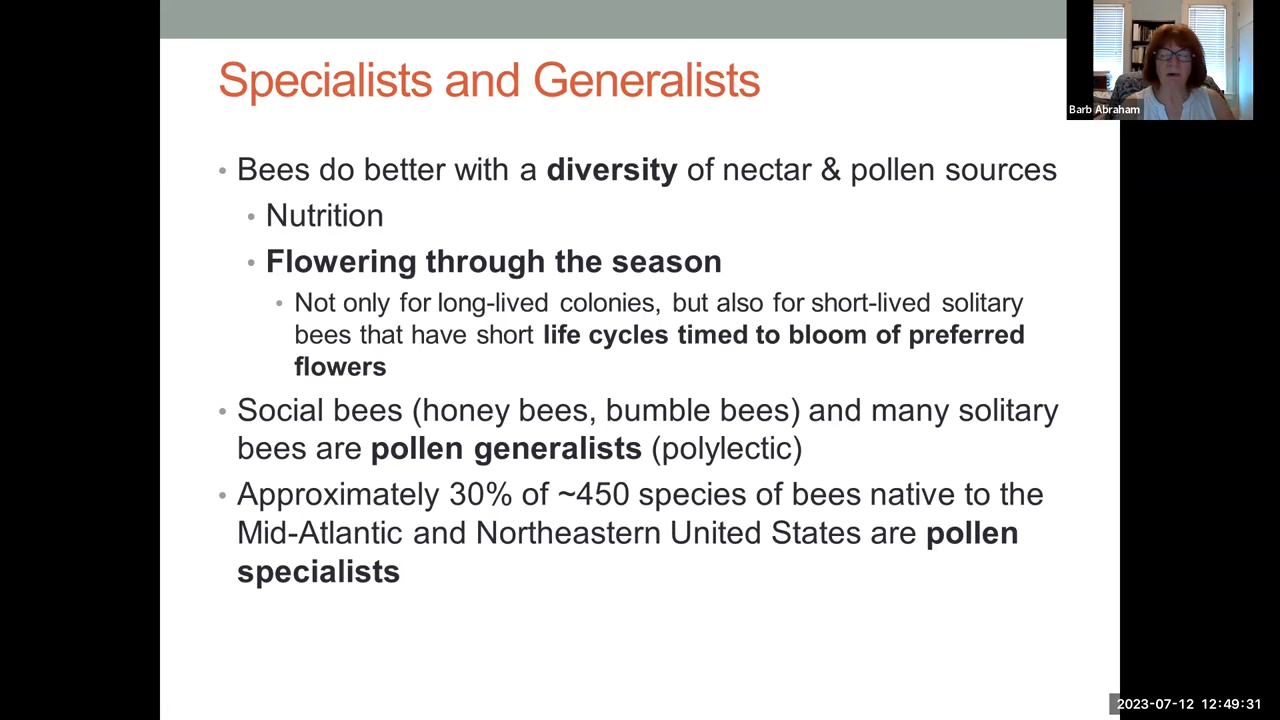 Specialists and Generalists
Barb Abraham
• Bees do better with a diversity of nectar & pollen sources
• Nutrition
• Flowering through the season
• Not only for long-lived colonies, but also for short-lived solitary
bees that have short life cycles timed to bloom of preferred
flowers
• Social bees (honey bees, bumble bees) and many solitary
bees are pollen generalists (polylectic)
• Approximately 30% of ~450 species of bees native to the
Mid-Atlantic and Northeastern United States are pollen
specialists
2023-07-12 12:49:31